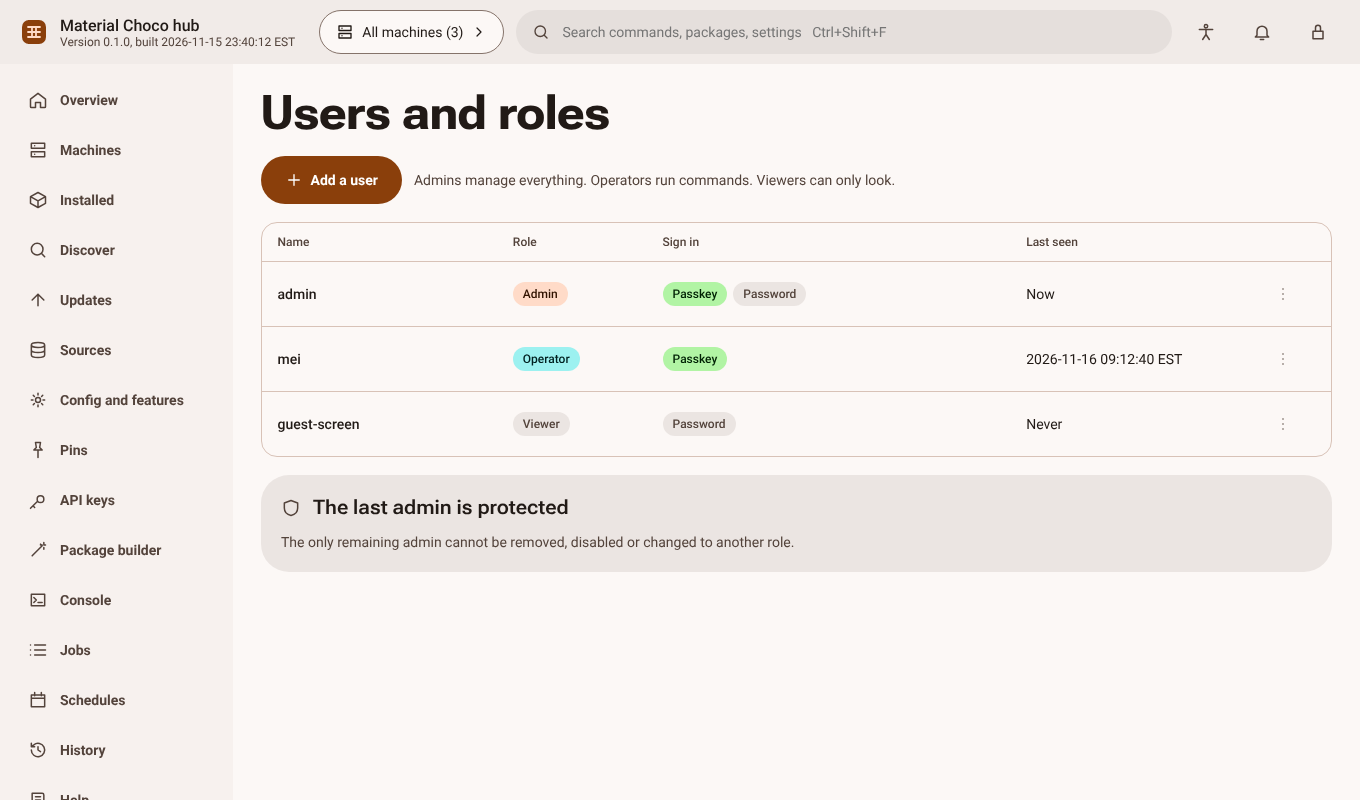 Material Choco hub
Version 0.1.0, built 2026-11-15 23:40:12 EST
All machines (3)
Search commands, packages, settings Ctrl+Shift+F
Overview
Machines
Installed
Discover
Updates
Sources
Config and features
Pins
API keys
Package builder
Console
Jobs
Schedules
History
Help
Users and roles
Add a user
Admins manage everything. Operators run commands. Viewers can only look.
Name Role Sign in Last seen
admin Admin Passkey Password Now
mei Operator Passkey 2026-11-16 09:12:40 EST
guest-screen Viewer Password Never
The last admin is protected
The only remaining admin cannot be removed, disabled or changed to another role.